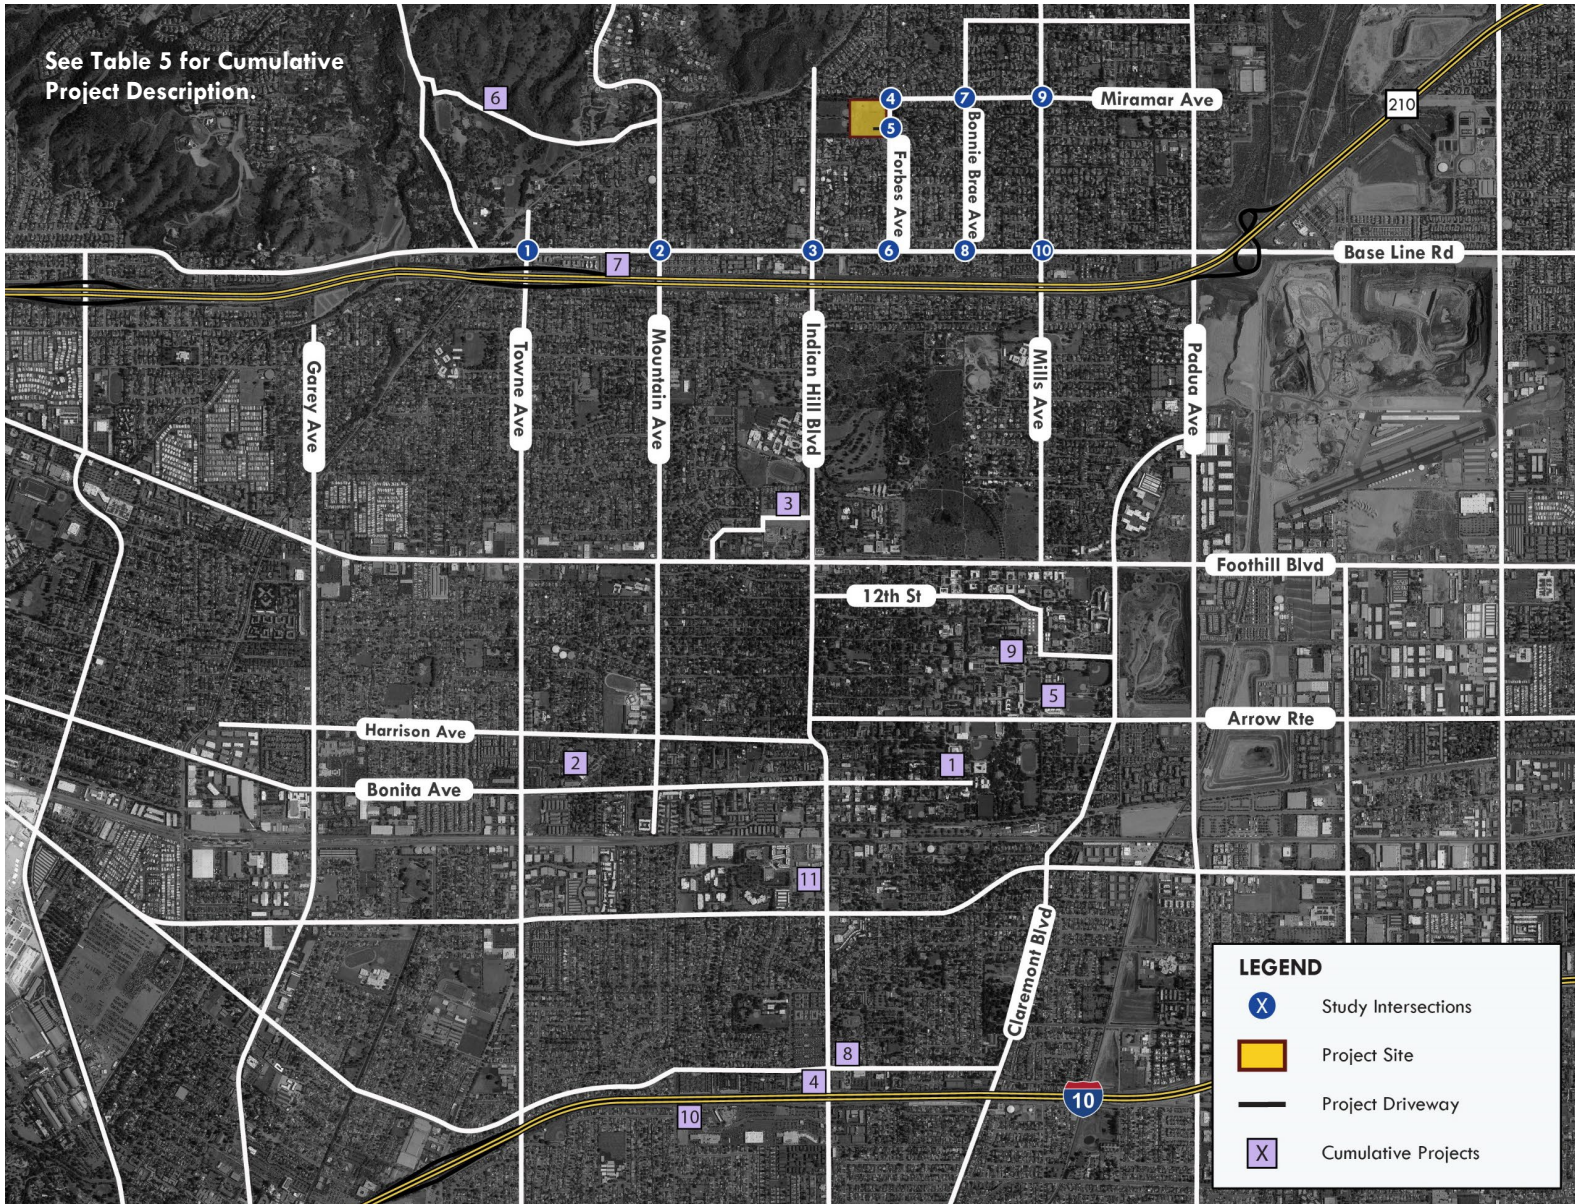 See Table 5 for Cumulative
Project Description.
6
4
7
9
Miramar Ave
210
5
Forbes Ave
Bonnie Brae Ave
1
2
3
6
8
10
Base Line Rd
7
Garey Ave
Towne Ave
Mountain Ave
Indian Hill Blvd
Mills Ave
Padua Ave
3
Foothill Blvd
12th St
9
5
Harrison Ave
Arrow Rte
2
1
Bonita Ave
11
Claremont Blvd
8
4
10
10
LEGEND
X Study Intersections
Project Site
Project Driveway
X Cumulative Projects